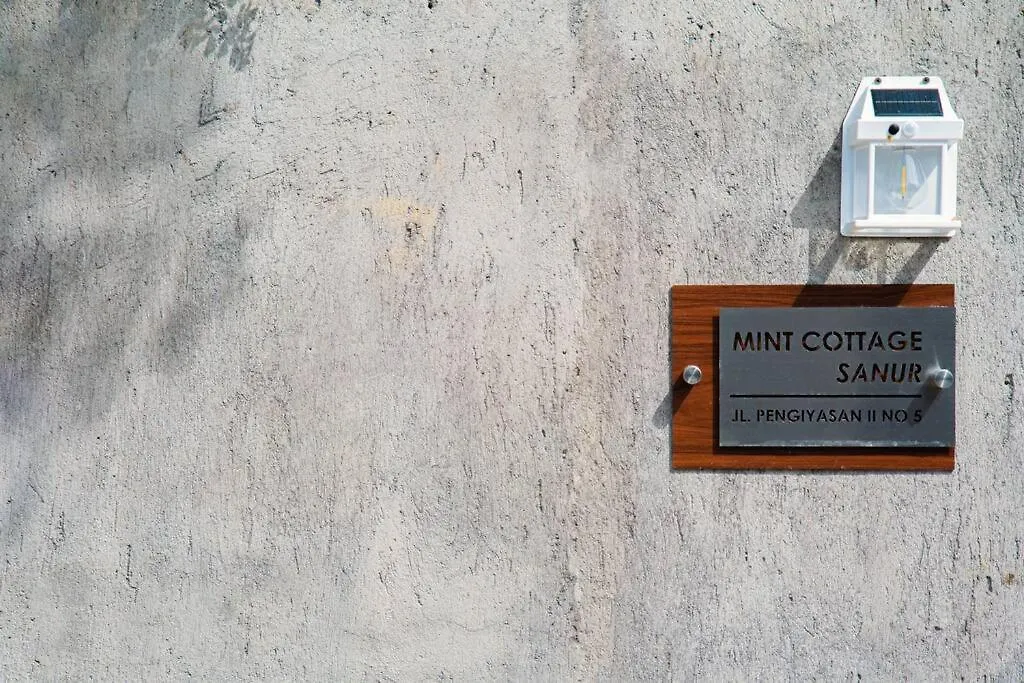 MINT COTTAGE
SANUR
JL. PENGIYASAN II NO 5